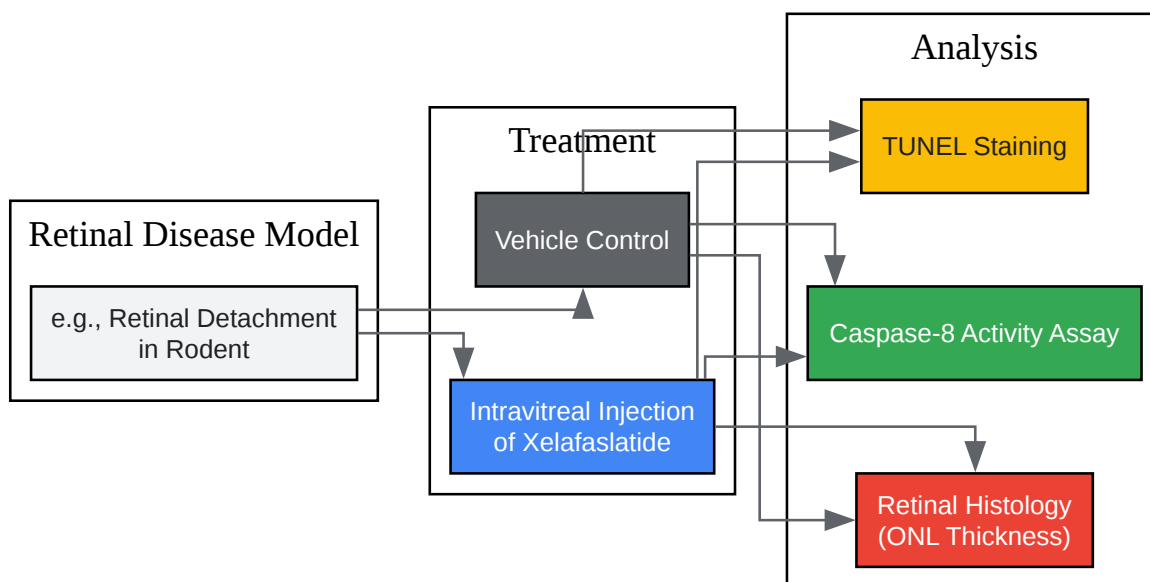 Retinal Disease Model
e.g., Retinal Detachment
in Rodent
Treatment
Vehicle Control
Intravitreal Injection
of Xelafaslatide
Analysis
TUNEL Staining
Caspase-8 Activity Assay
Retinal Histology
(ONL Thickness)